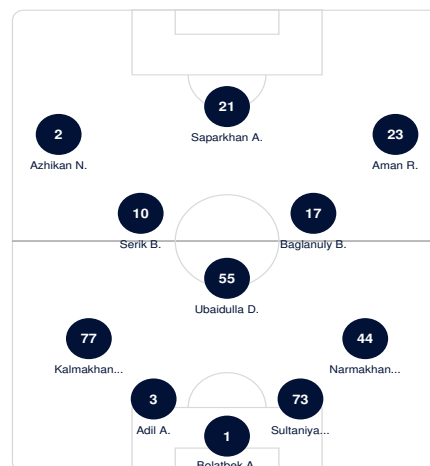 21
Saparkhan A.
2
Azhikan N.
23
Aman R.
10
Serik B.
17
Baglanuly B.
55
Ubaidulla D.
77
Kalmakhan...
44
Narmakhan...
3
Adil A.
73
Sultaniya...
1
Bolatbek A.